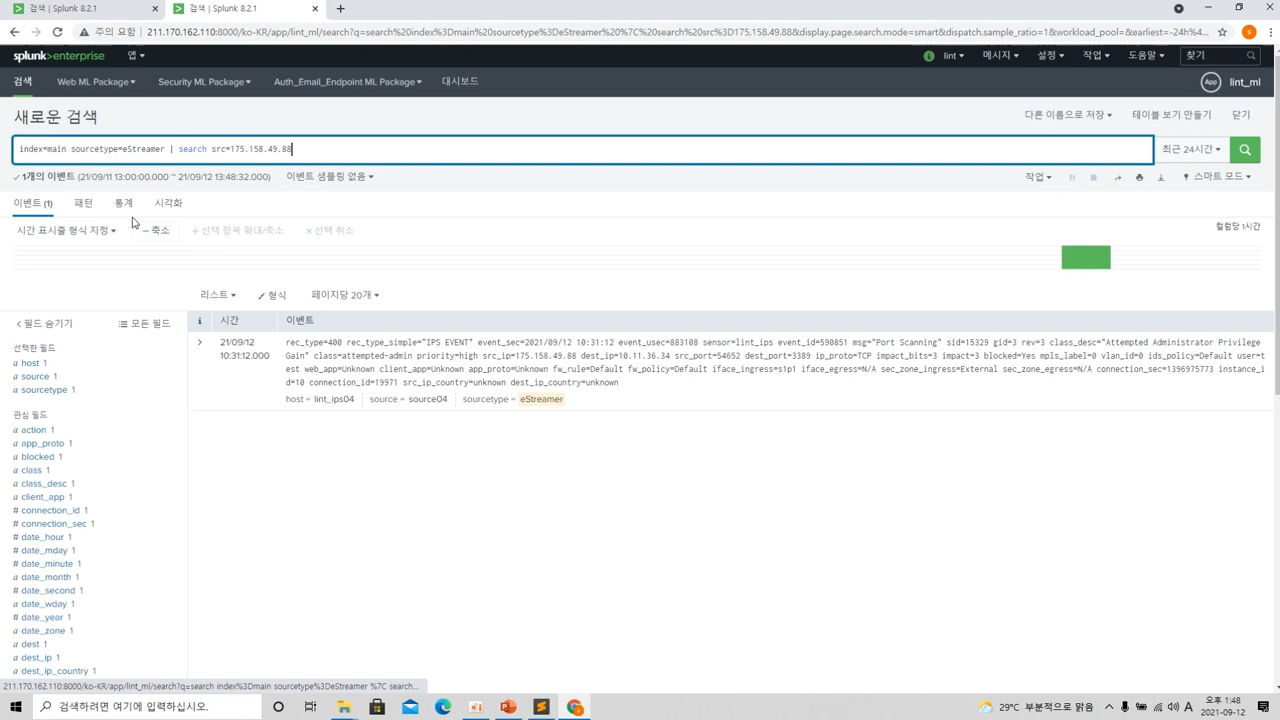 검색 | Splunk 8.2.1
검색 | Splunk 8.2.1
주의 요함
211.170.162.110:8000/ko-KR/app/lint_ml/search?q=search%20index%3Dmain%20sourcetype%3DeStreamer%20%7C%20search%20src%3D175.158.49.88&display.page.search.mode=smart&dispatch.sample_ratio=1&workload_pool=&earliest=-24h%4...
splunk>enterprise 앱
lint 메시지 설정 작업 도움말 찾기
검색 Web ML Package Security ML Package Auth_Email_Endpoint ML Package 대시보드
App lint_ml
새로운 검색
다른 이름으로 저장 테이블 보기 만들기 닫기
index=main sourcetype=eStreamer | search src=175.158.49.88
최근 24시간
1개의 이벤트 (21/09/11 13:00:00.000 ~ 21/09/12 13:48:32.000) 이벤트 샘플링 없음
작업 스마트 모드
이벤트 (1) 패턴 통계 시각화
시간 표시줄 형식 지정 — 축소 + 선택 항목 확대/축소 × 선택 취소
컬럼당 1시간
리스트 형식 페이지당 20개
< 필드 숨기기 모든 필드
i 시간 이벤트
선택한 필드
a host 1
a source 1
a sourcetype 1
관심 필드
a action 1
a app_proto 1
a blocked 1
a class 1
a class_desc 1
a client_app 1
# connection_id 1
# connection_sec 1
# date_hour 1
# date_mday 1
# date_minute 1
a date_month 1
# date_second 1
a date_wday 1
# date_year 1
a date_zone 1
a dest 1
a dest_ip 1
a dest_ip_country 1
21/09/12
10:31:12.000
rec_type=400 rec_type_simple="IPS EVENT" event_sec=2021/09/12 10:31:12 event_usec=883108 sensor=lint_ips event_id=590851 msg="Port Scanning" sid=15329 gid=3 rev=3 class_desc="Attempted Administrator Privilege
Gain" class=attempted-admin priority=high src_ip=175.158.49.88 dest_ip=10.11.36.34 src_port=54652 dest_port=3389 ip_proto=TCP impact_bits=3 impact=3 blocked=Yes mpls_label=0 vlan_id=0 ids_policy=Default user=t
est web_app=Unknown client_app=Unknown app_proto=Unknown fw_rule=Default fw_policy=Default iface_ingress=s1p1 iface_egress=N/A sec_zone_ingress=External sec_zone_egress=N/A connection_sec=1396975773 instance_i
d=10 connection_id=19971 src_ip_country=unknown dest_ip_country=unknown
host = lint_ips04 source = source04 sourcetype = eStreamer
211.170.162.110:8000/ko-KR/app/lint_ml/search?q=search index%3Dmain sourcetype%3DeStreamer %7C search...
검색하려면 여기에 입력하십시오.
29°C 부분적으로 맑음
A
오후 1:48
2021-09-12